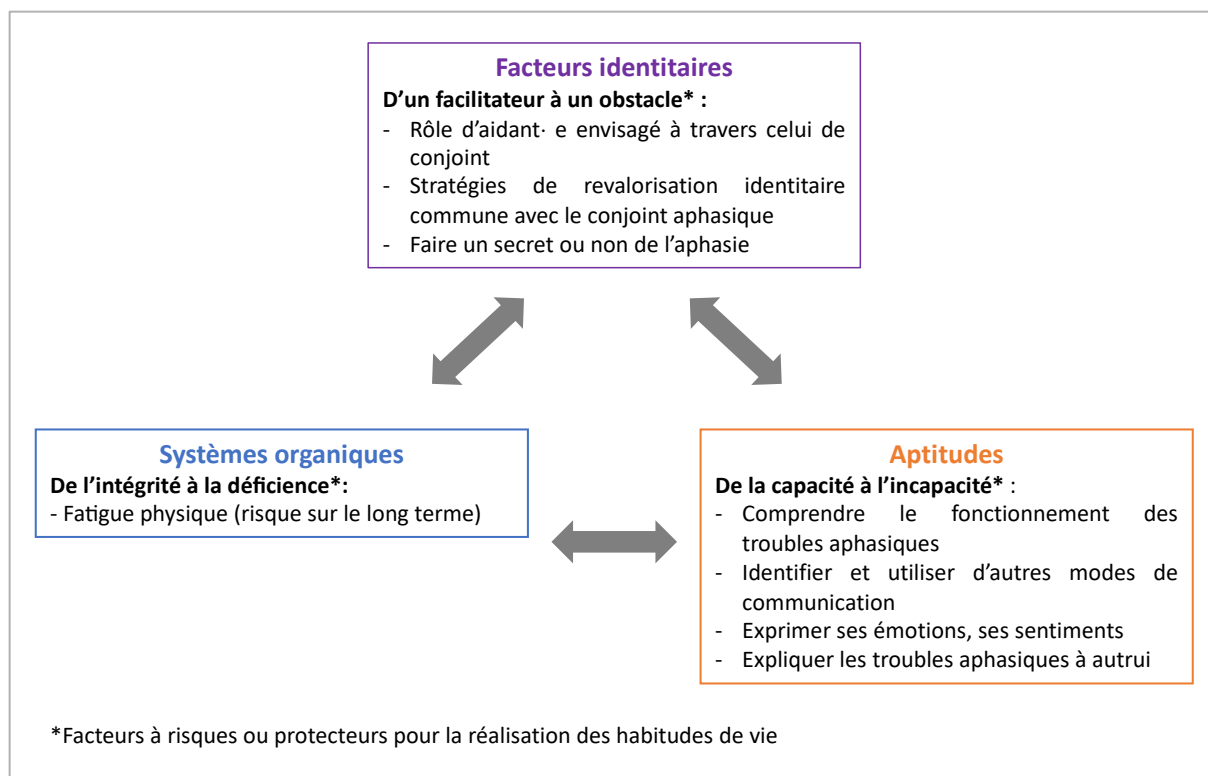 Facteurs identitaires
D’un facilitateur à un obstacle* :
- Rôle d’aidant· e envisagé à travers celui de
conjoint
- Stratégies de revalorisation identitaire
commune avec le conjoint aphasique
- Faire un secret ou non de l’aphasie
Systèmes organiques
De l’intégrité à la déficience*:
- Fatigue physique (risque sur le long terme)
Aptitudes
De la capacité à l’incapacité* :
- Comprendre le fonctionnement des
troubles aphasiques
- Identifier et utiliser d’autres modes de
communication
- Exprimer ses émotions, ses sentiments
- Expliquer les troubles aphasiques à autrui
*Facteurs à risques ou protecteurs pour la réalisation des habitudes de vie